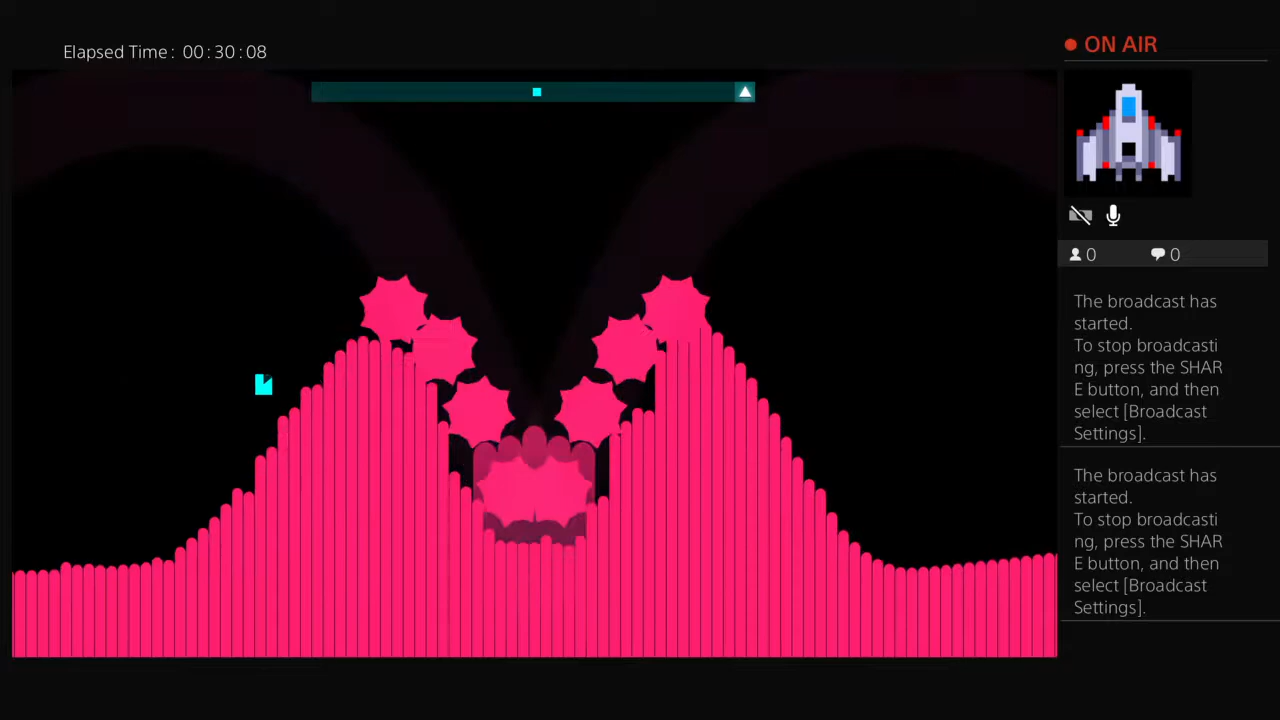 Elapsed Time: 00:30:08
ON AIR
0
0
The broadcast has
started.
To stop broadcasti
ng, press the SHAR
E button, and then
select [Broadcast
Settings].
The broadcast has
started.
To stop broadcasti
ng, press the SHAR
E button, and then
select [Broadcast
Settings].